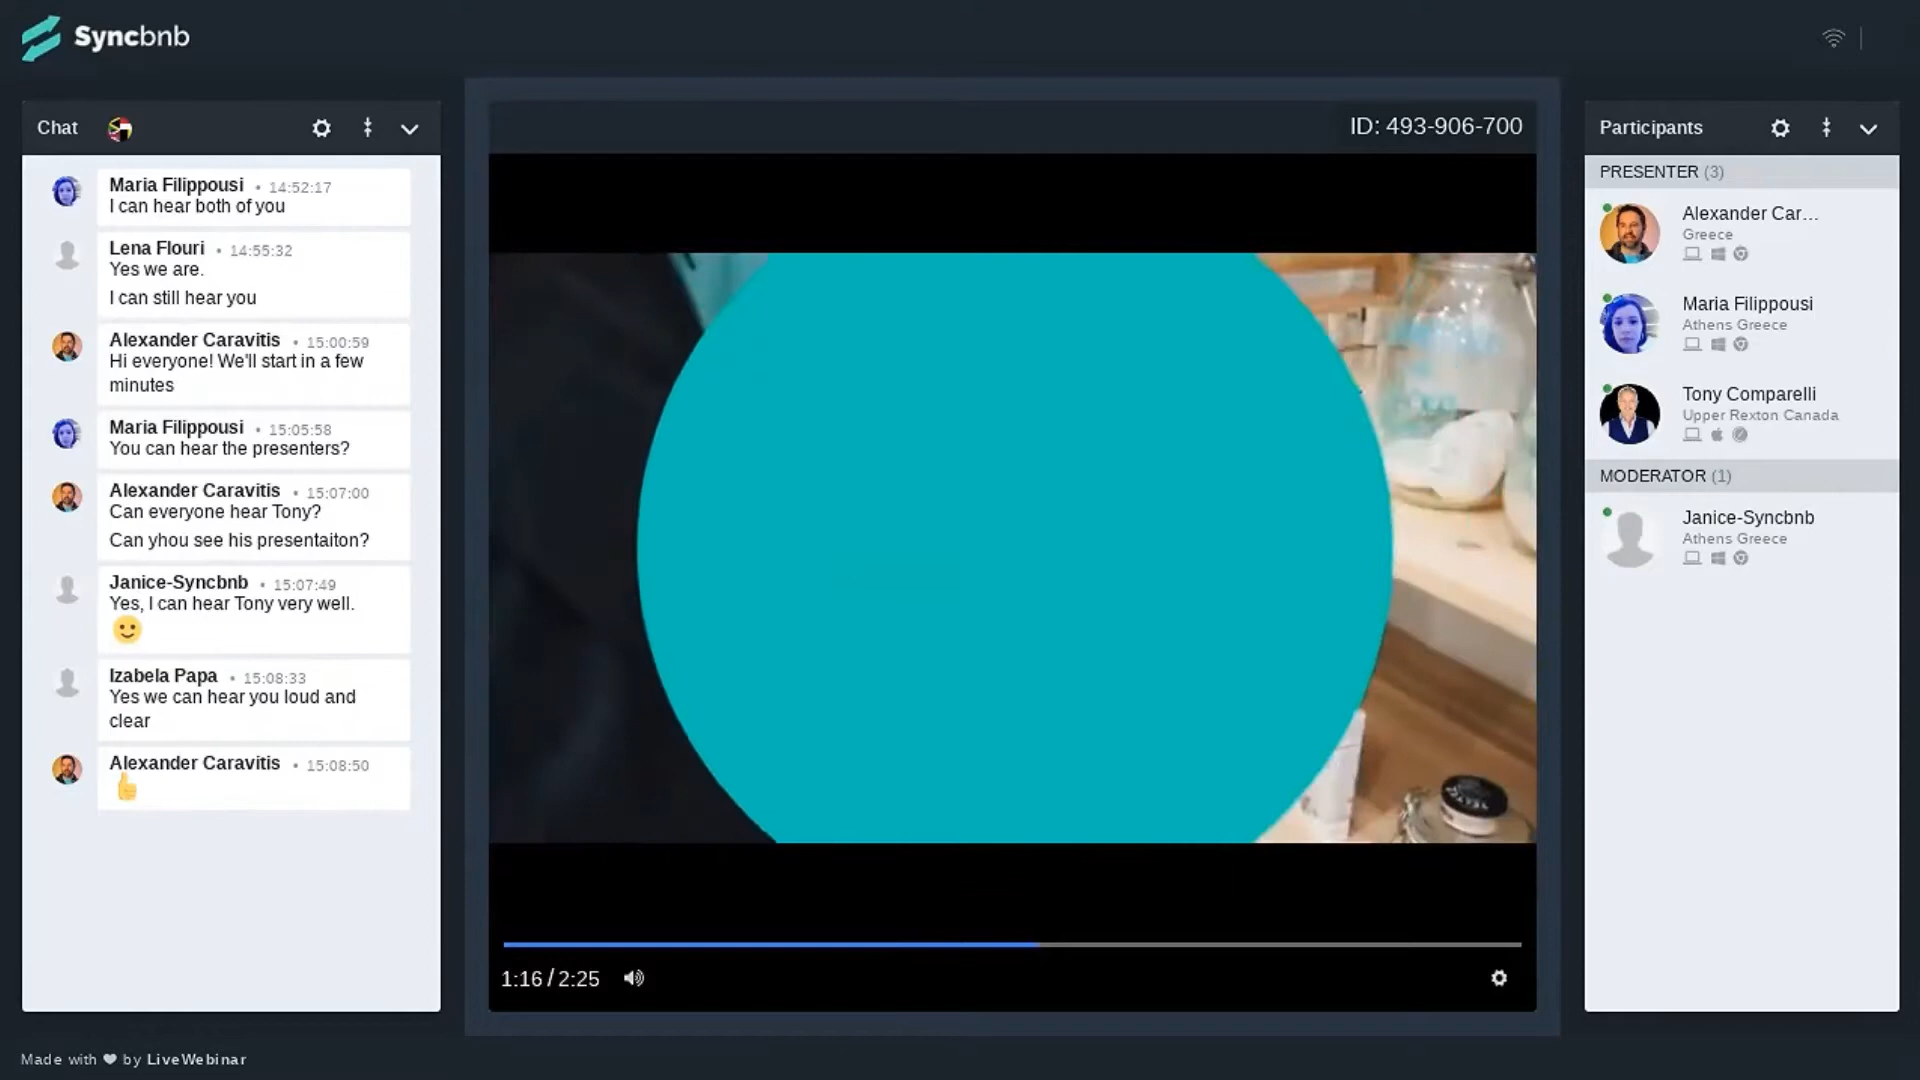 Syncbnb
Chat
Maria Filippousi • 14:52:17
I can hear both of you
Lena Flouri • 14:55:32
Yes we are.
I can still hear you
Alexander Caravitis • 15:00:59
Hi everyone! We'll start in a few
minutes
Maria Filippousi • 15:05:58
You can hear the presenters?
Alexander Caravitis • 15:07:00
Can everyone hear Tony?
Can yhou see his presentaiton?
Janice-Syncbnb • 15:07:49
Yes, I can hear Tony very well.
Izabela Papa • 15:08:33
Yes we can hear you loud and
clear
Alexander Caravitis • 15:08:50
ID: 493-906-700
1:16 / 2:25
Participants
PRESENTER (3)
Alexander Car...
Greece
Maria Filippousi
Athens Greece
Tony Comparelli
Upper Rexton Canada
MODERATOR (1)
Janice-Syncbnb
Athens Greece
Made with ❤ by LiveWebinar